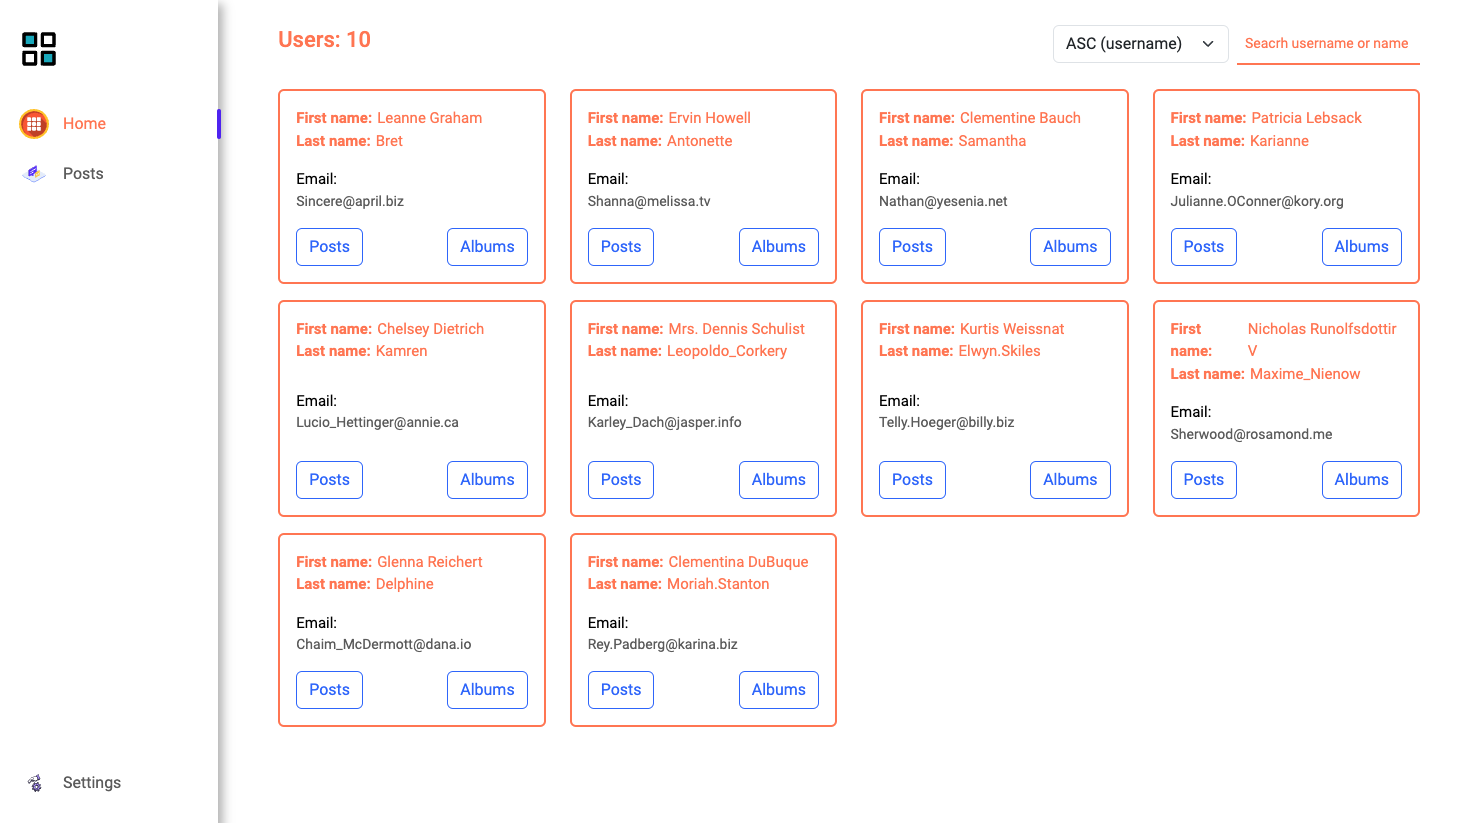 Home
Posts
Settings
Users: 10
ASC (username)
Seacrh username or name
First name: Leanne Graham
Last name: Bret
Email:
Sincere@april.biz
Posts
Albums
First name: Ervin Howell
Last name: Antonette
Email:
Shanna@melissa.tv
Posts
Albums
First name: Clementine Bauch
Last name: Samantha
Email:
Nathan@yesenia.net
Posts
Albums
First name: Patricia Lebsack
Last name: Karianne
Email:
Julianne.OConner@kory.org
Posts
Albums
First name: Chelsey Dietrich
Last name: Kamren
Email:
Lucio_Hettinger@annie.ca
Posts
Albums
First name: Mrs. Dennis Schulist
Last name: Leopoldo_Corkery
Email:
Karley_Dach@jasper.info
Posts
Albums
First name: Kurtis Weissnat
Last name: Elwyn.Skiles
Email:
Telly.Hoeger@billy.biz
Posts
Albums
First name:
Nicholas Runolfsdottir
V
Last name: Maxime_Nienow
Email:
Sherwood@rosamond.me
Posts
Albums
First name: Glenna Reichert
Last name: Delphine
Email:
Chaim_McDermott@dana.io
Posts
Albums
First name: Clementina DuBuque
Last name: Moriah.Stanton
Email:
Rey.Padberg@karina.biz
Posts
Albums